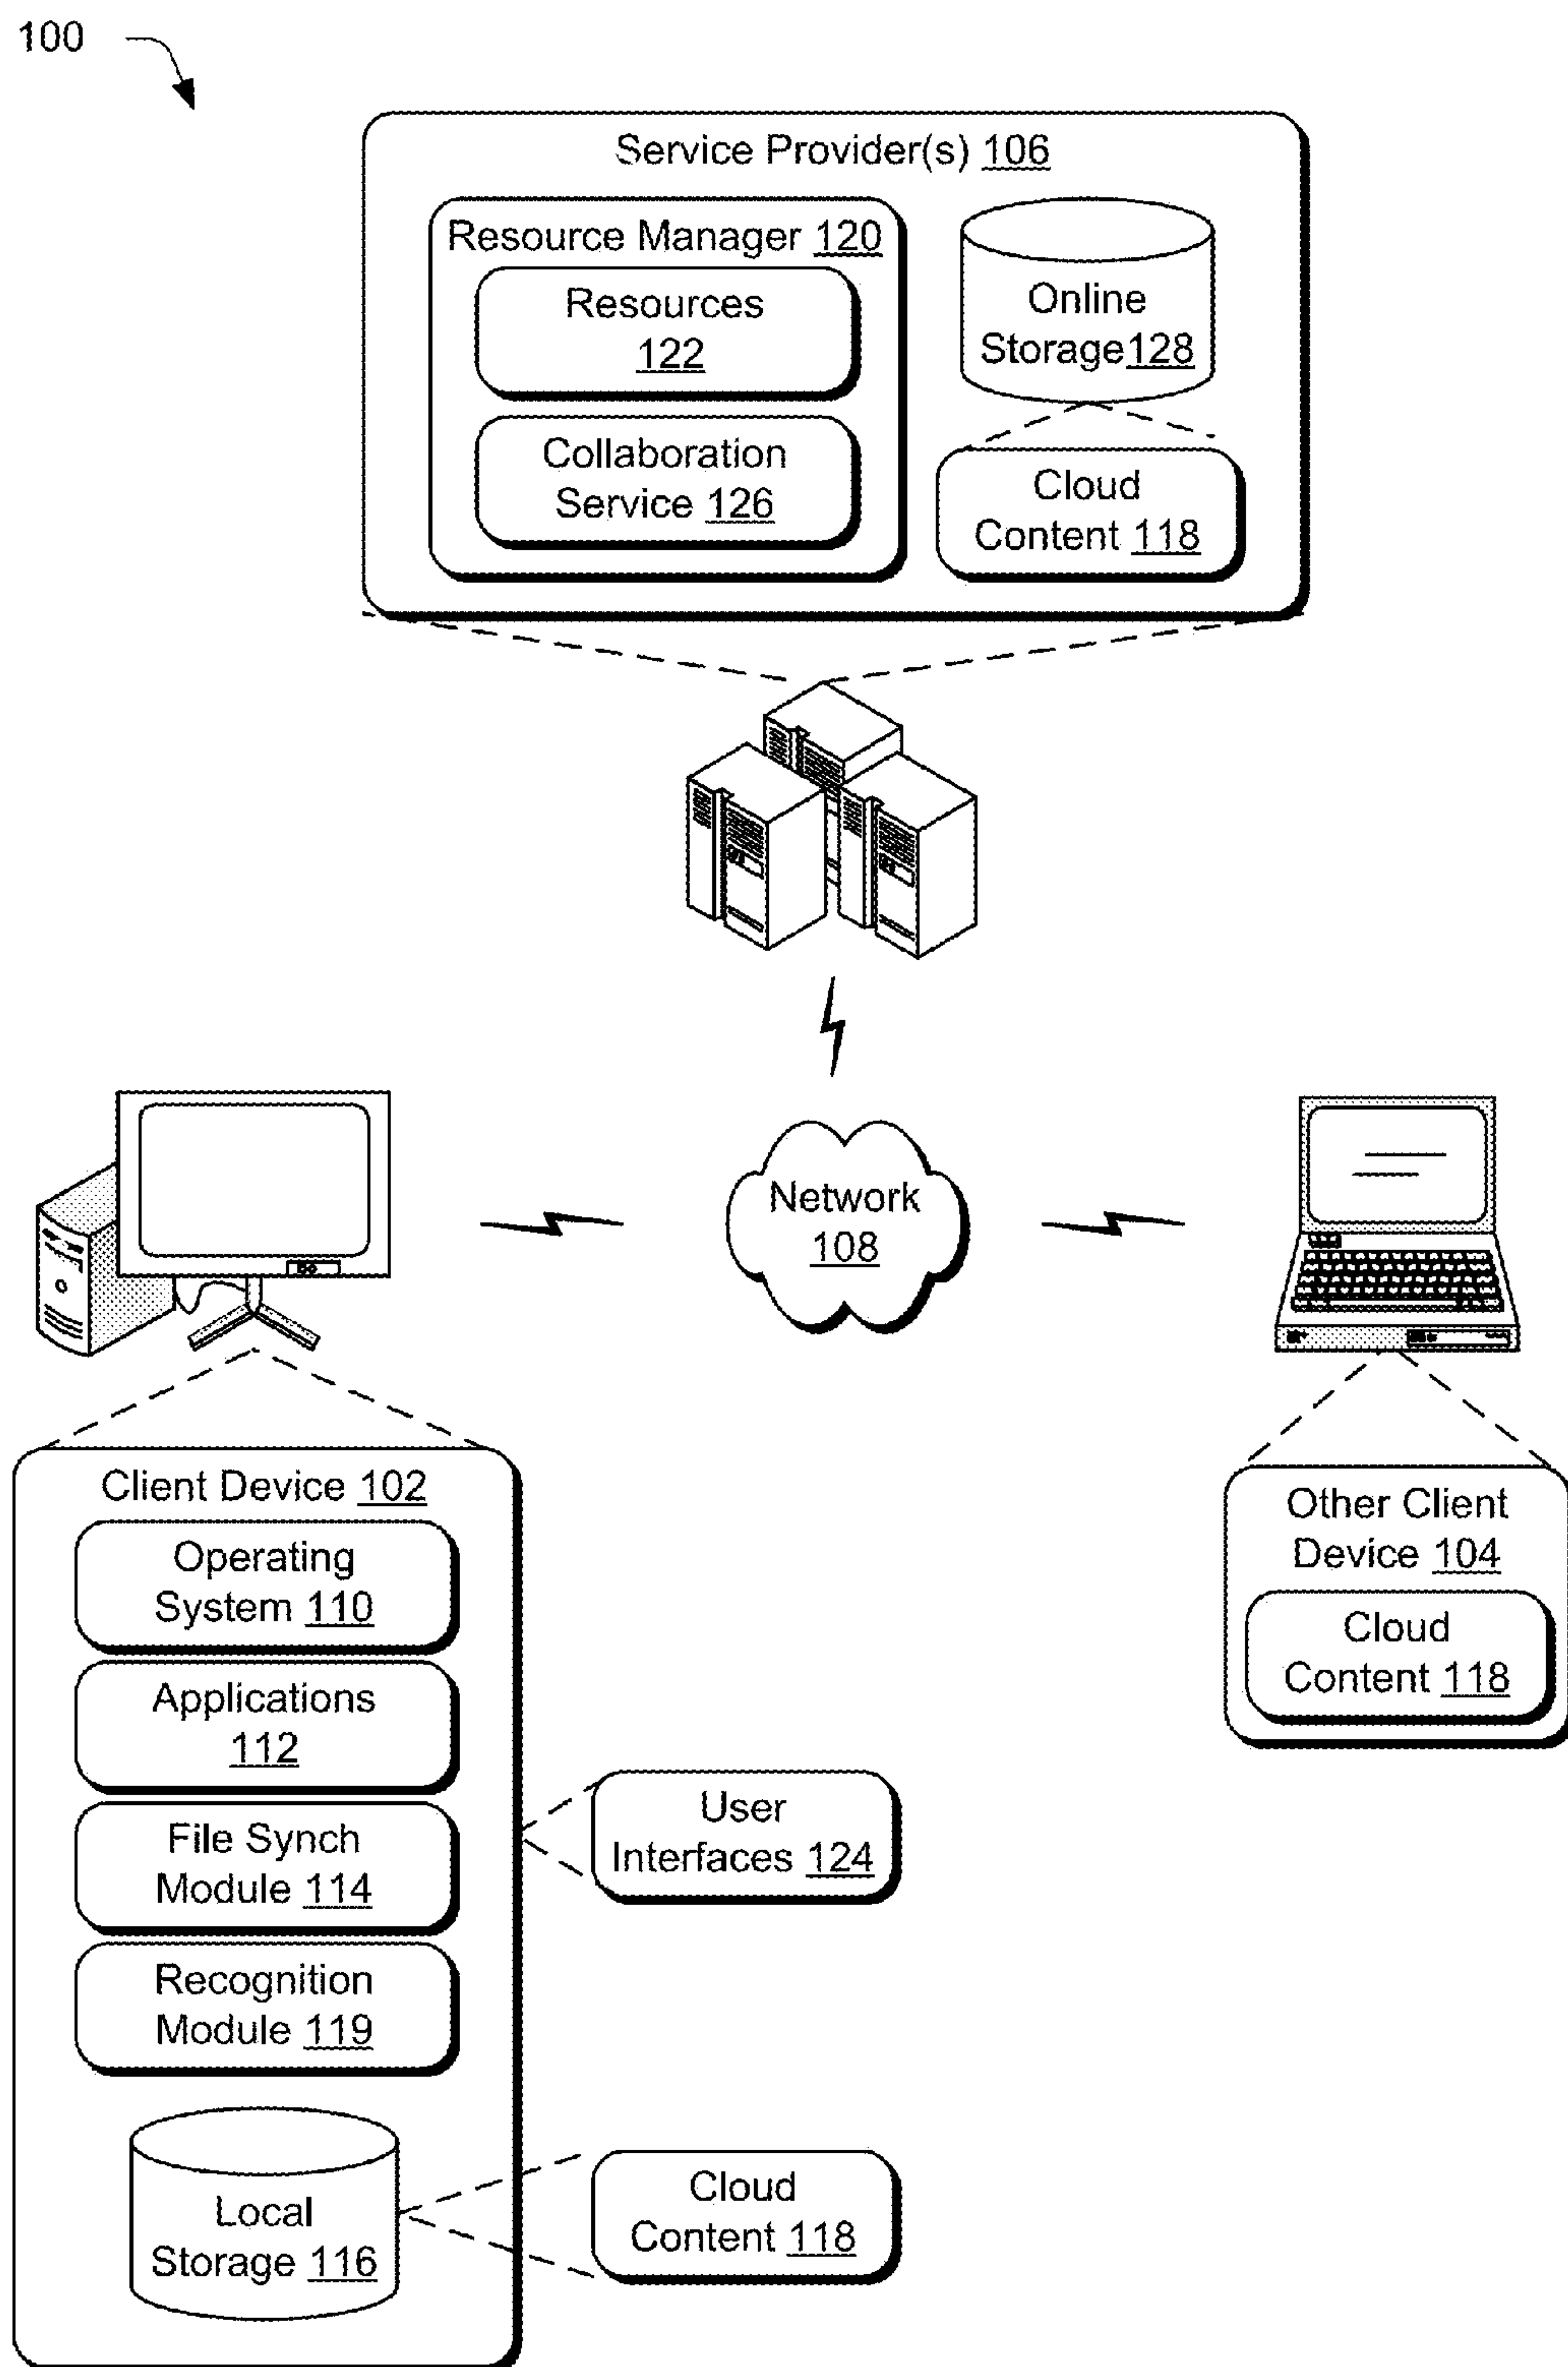 100
Service Provider(s) 106
Resource Manager 120
Resources
122
Collaboration
Service 126
Online
Storage128
Cloud
Content 118
Network
108
Client Device 102
Operating
System 110
Applications
112
File Synch
Module 114
Recognition
Module 119
Local
Storage 116
User
Interfaces 124
Cloud
Content 118
Other Client
Device 104
Cloud
Content 118